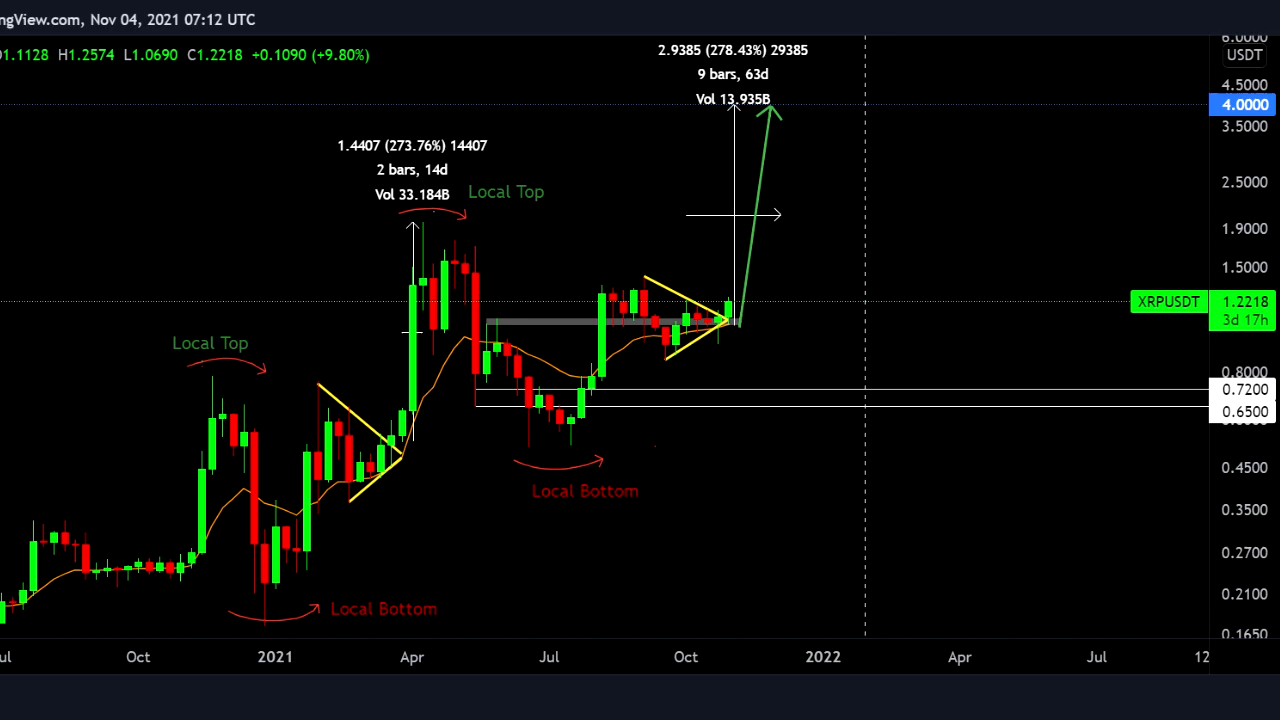 ngView.com, Nov 04, 2021 07:12 UTC
1.1128 H1.2574 L1.0690 C1.2218 +0.1090 (+9.80%)
2.9385 (278.43%) 29385
9 bars, 63d
Vol 13.935B
1.4407 (273.76%) 14407
2 bars, 14d
Vol 33.184B
Local Top
Local Top
Local Bottom
Local Bottom
6.0000
USDT
4.5000
4.0000
3.5000
2.5000
1.9000
1.5000
XRPUSDT 1.2218
3d 17h
0.8000
0.7200
0.6500
0.4500
0.3500
0.2700
0.2100
0.1650
ul Oct 2021 Apr Jul Oct 2022 Apr Jul 12